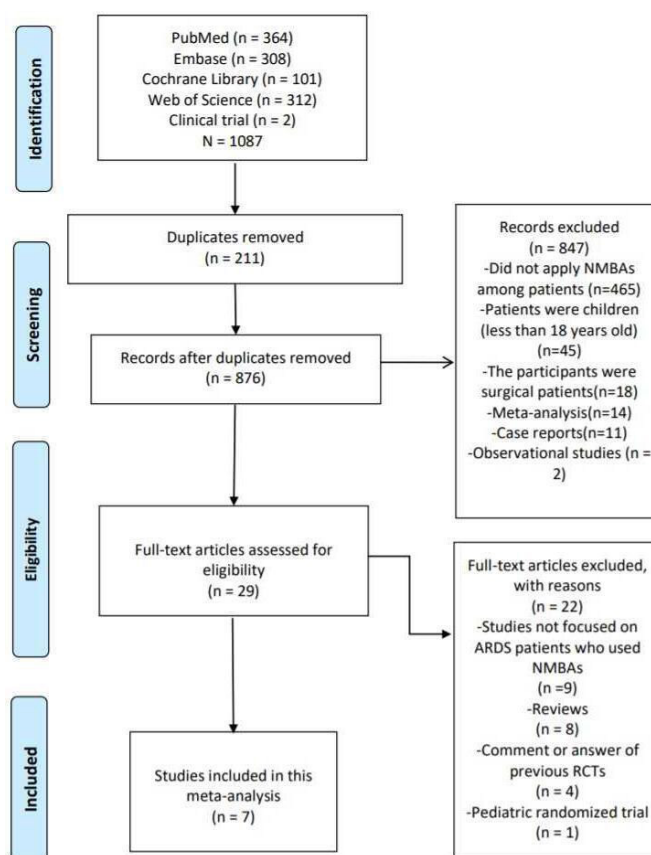 Identification
PubMed (n = 364)
Embase (n = 308)
Cochrane Library (n = 101)
Web of Science (n = 312)
Clinical trial (n = 2)
N = 1087
Screening
Duplicates removed
(n = 211)
Records after duplicates removed
(n = 876)
Records excluded
(n = 847)
-Did not apply NMBAs
among patients (n=465)
-Patients were children
(less than 18 years old)
(n=45)
-The participants were
surgical patients(n=18)
-Meta-analysis(n=14)
-Case reports(n=11)
-Observational studies (n =
2)
Eligibility
Full-text articles assessed for
eligibility
(n = 29)
Full-text articles excluded,
with reasons
(n = 22)
-Studies not focused on
ARDS patients who used
NMBAs
(n =9)
-Reviews
(n = 8)
-Comment or answer of
previous RCTs
(n = 4)
-Pediatric randomized trial
(n = 1)
Included
Studies included in this
meta-analysis
(n = 7)